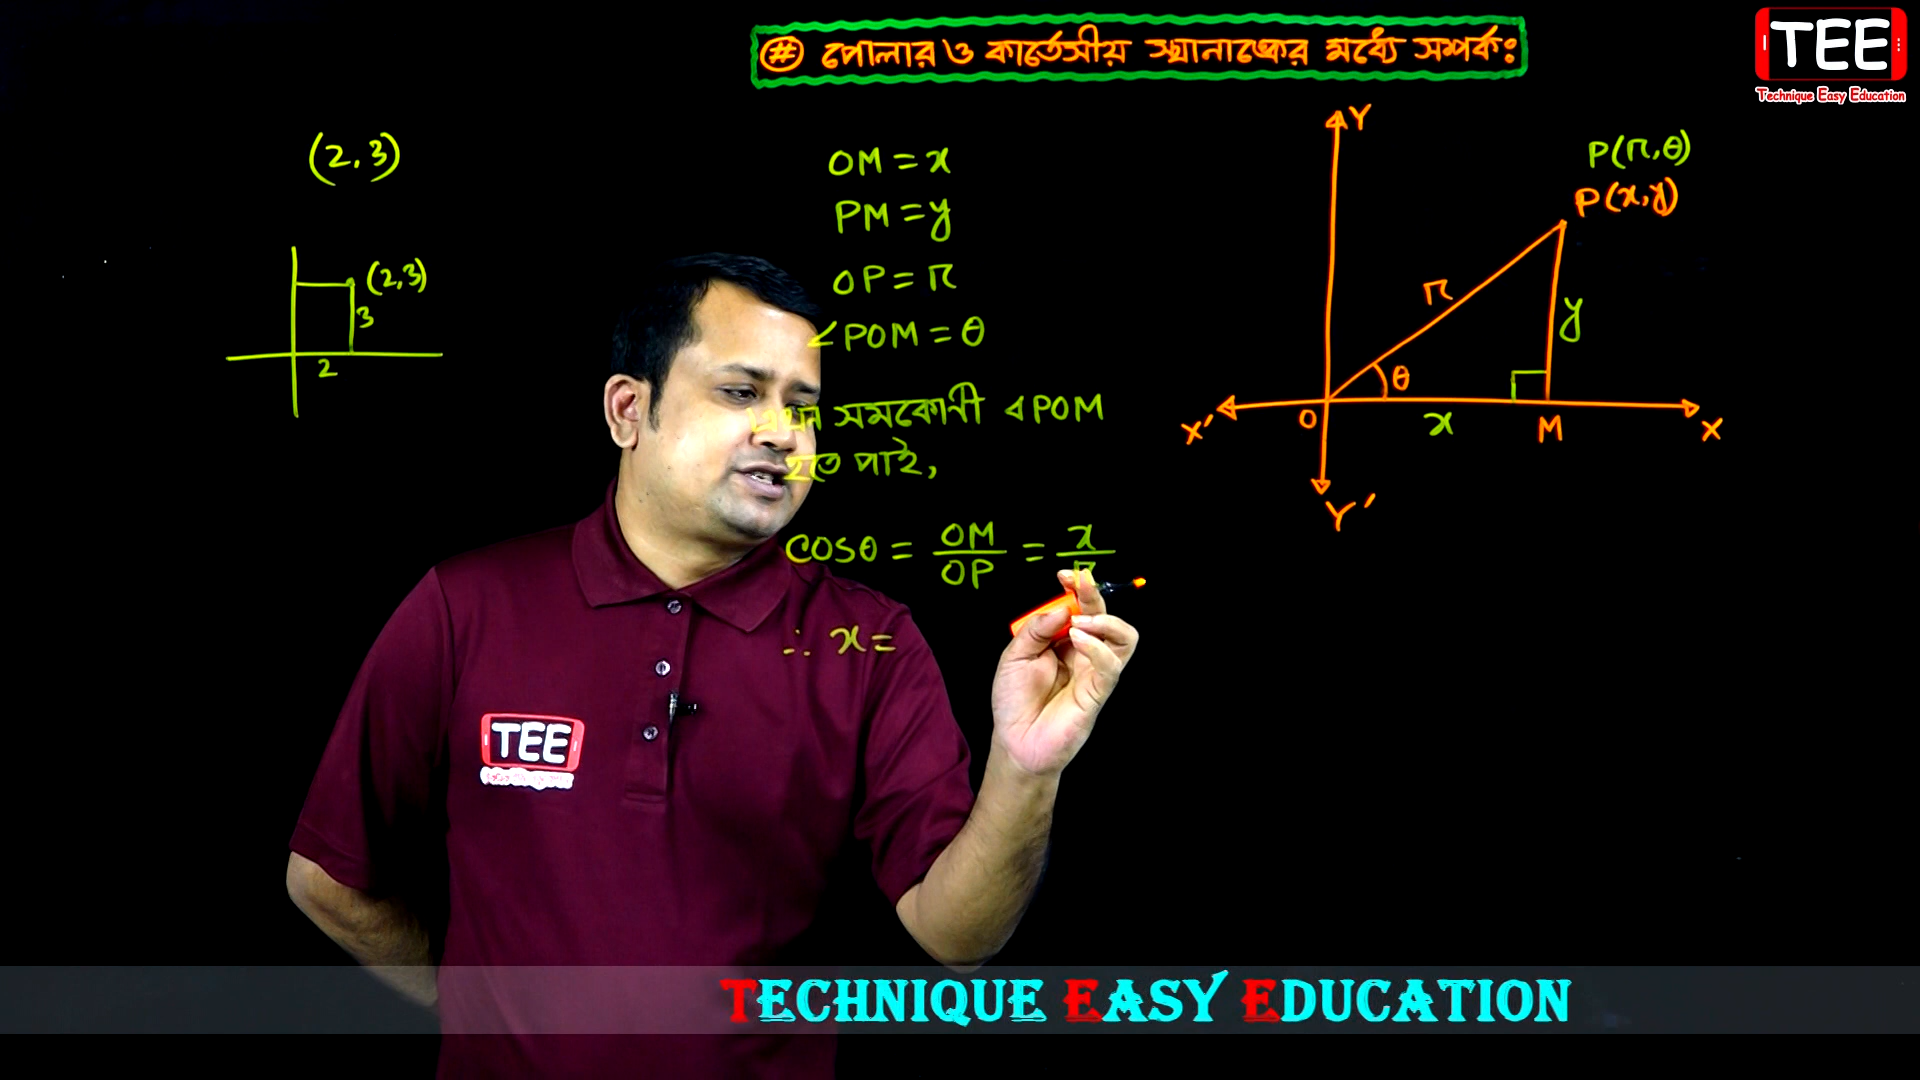 # পোলার ও কার্তেসীয় স্থানাঙ্কের মধ্যে সম্পর্ক:
TEE
Technique Easy Education
(2,3)
(2,3)
3
2
OM = x
PM = y
OP = r
∠POM = θ
এখন সমকোণী ⊿POM
হতে পাই,
cosθ = OM/OP = x/r
∴ x =
Y
P(r,θ)
P(x,y)
r
y
θ
X'
O
x
M
X
Y'
TEE
TECHNIQUE EASY EDUCATION